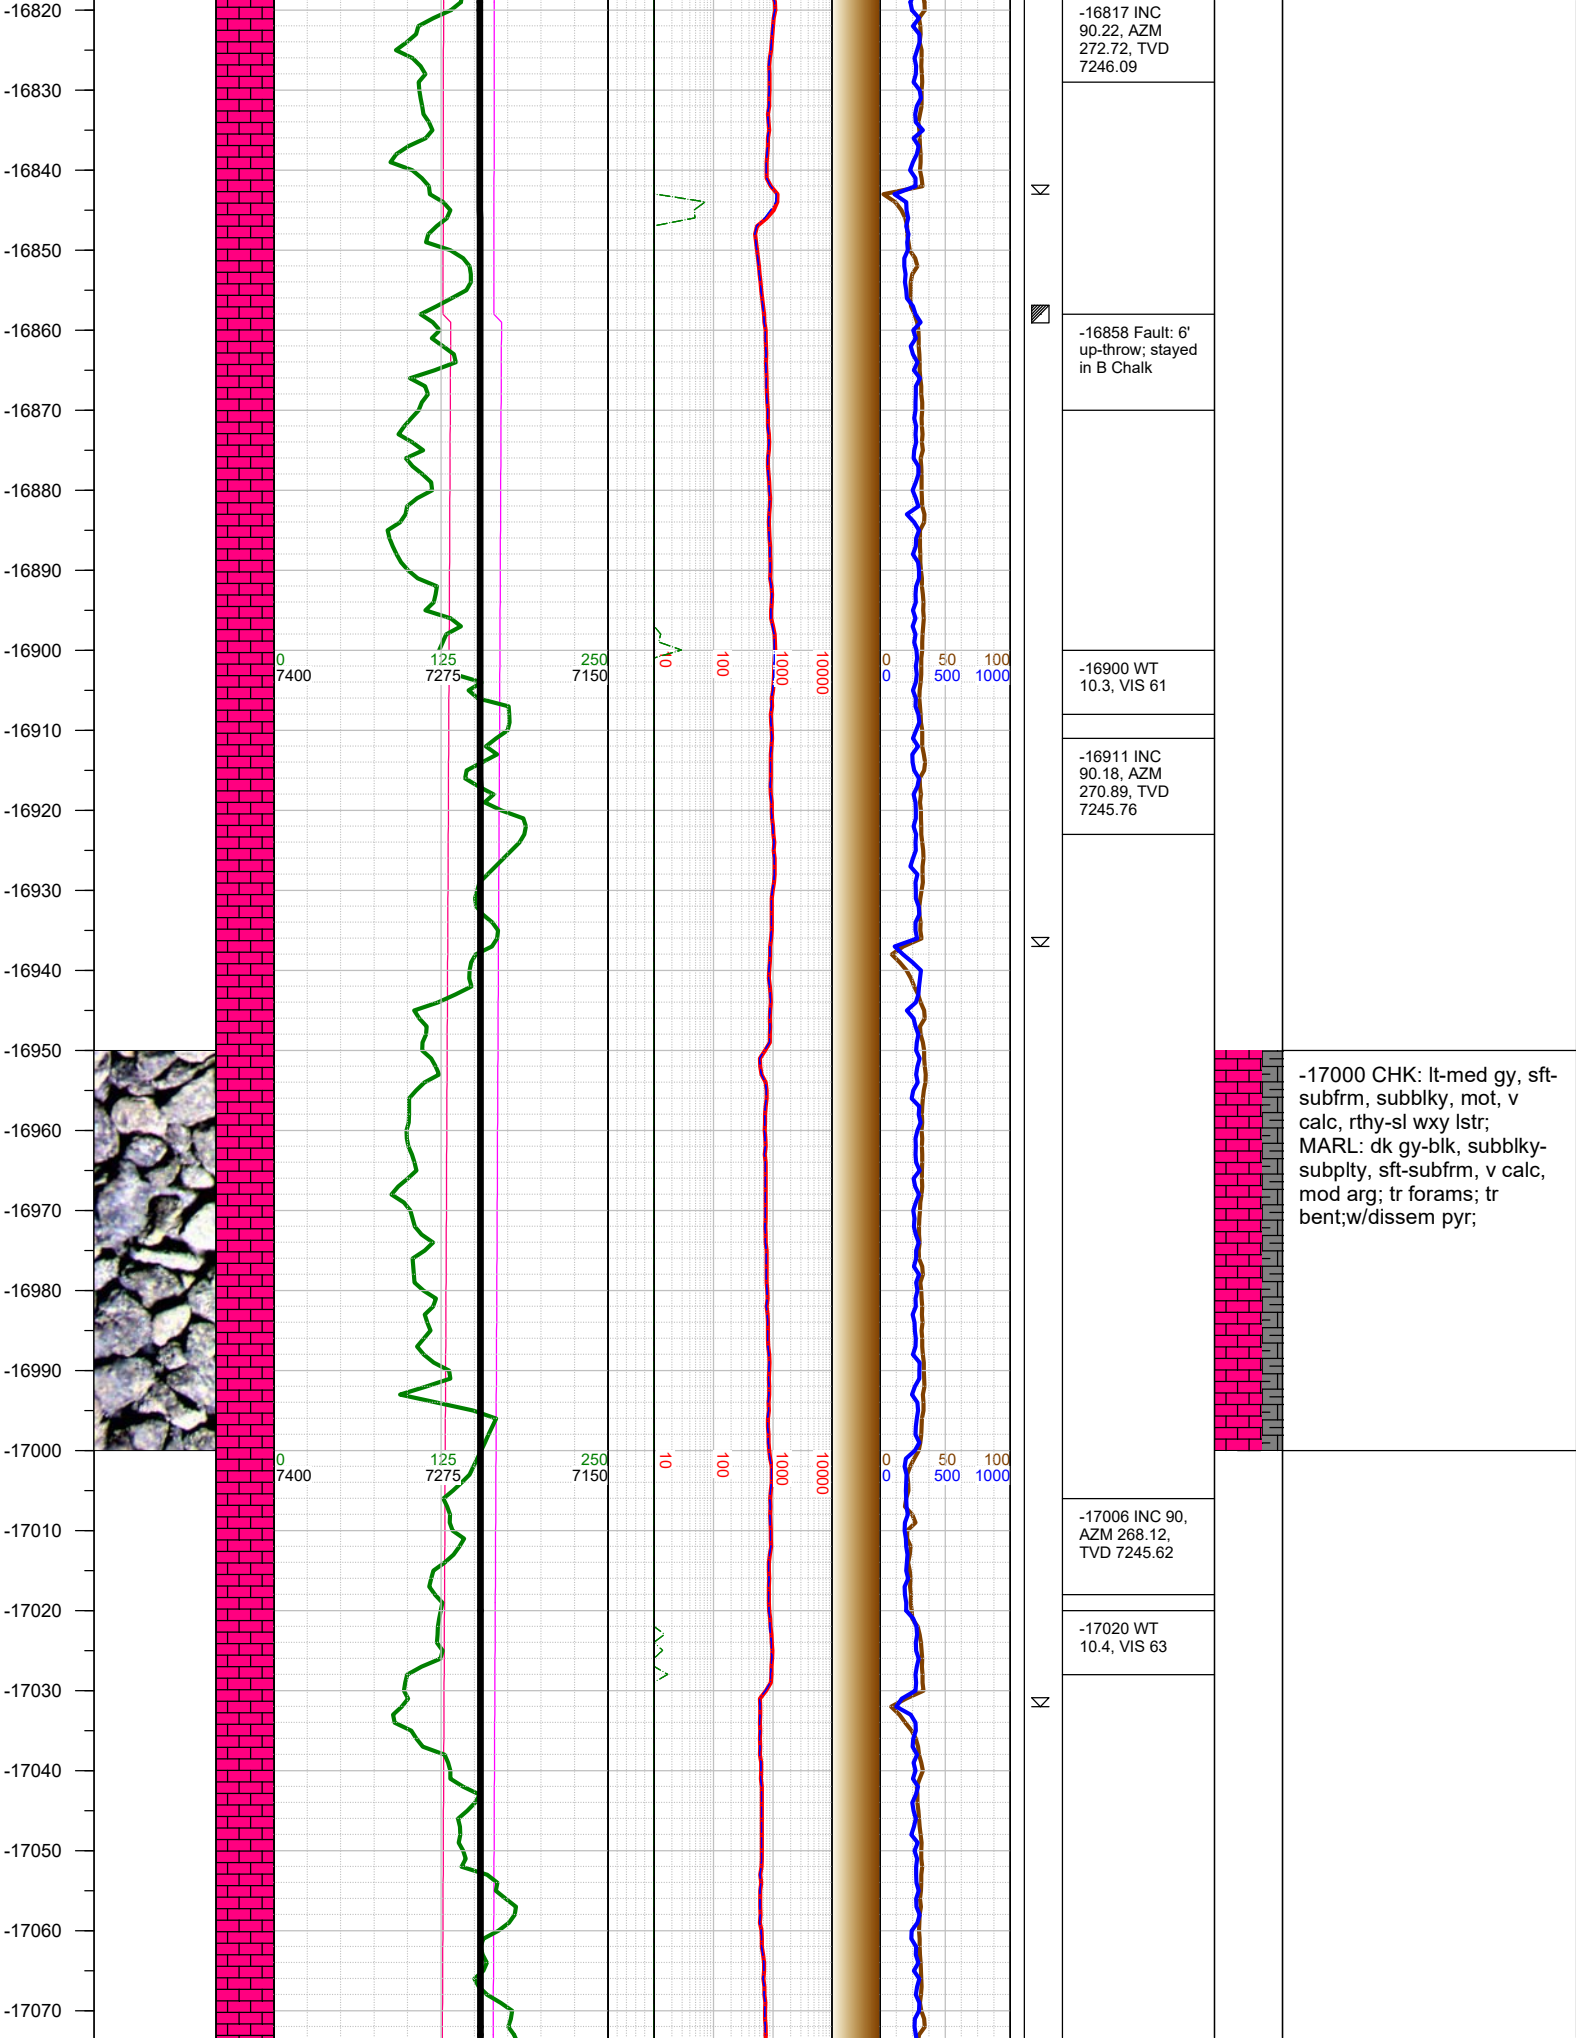 -16820
-16817 INC
90.22, AZM
272.72, TVD
7246.09
-16830
-16840
-16850
-16860
-16858 Fault: 6'
up-throw; stayed
in B Chalk
-16870
-16880
-16890
-16900
0 125 250
7400 7275 7150
10 100 1000 10000
0 50 100
0 500 1000
-16900 WT
10.3, VIS 61
-16910
-16911 INC
90.18, AZM
270.89, TVD
7245.76
-16920
-16930
-16940
-16950
-17000 CHK: lt-med gy, sft-
subfrm, subblky, mot, v
calc, rthy-sl wxy lstr;
MARL: dk gy-blk, subblky-
subplty, sft-subfrm, v calc,
mod arg; tr forams; tr
bent;w/dissem pyr;
-16960
-16970
-16980
-16990
-17000
0 125 250
7400 7275 7150
10 100 1000 10000
0 50 100
0 500 1000
-17006 INC 90,
AZM 268.12,
TVD 7245.62
-17010
-17020
-17020 WT
10.4, VIS 63
-17030
-17040
-17050
-17060
-17070